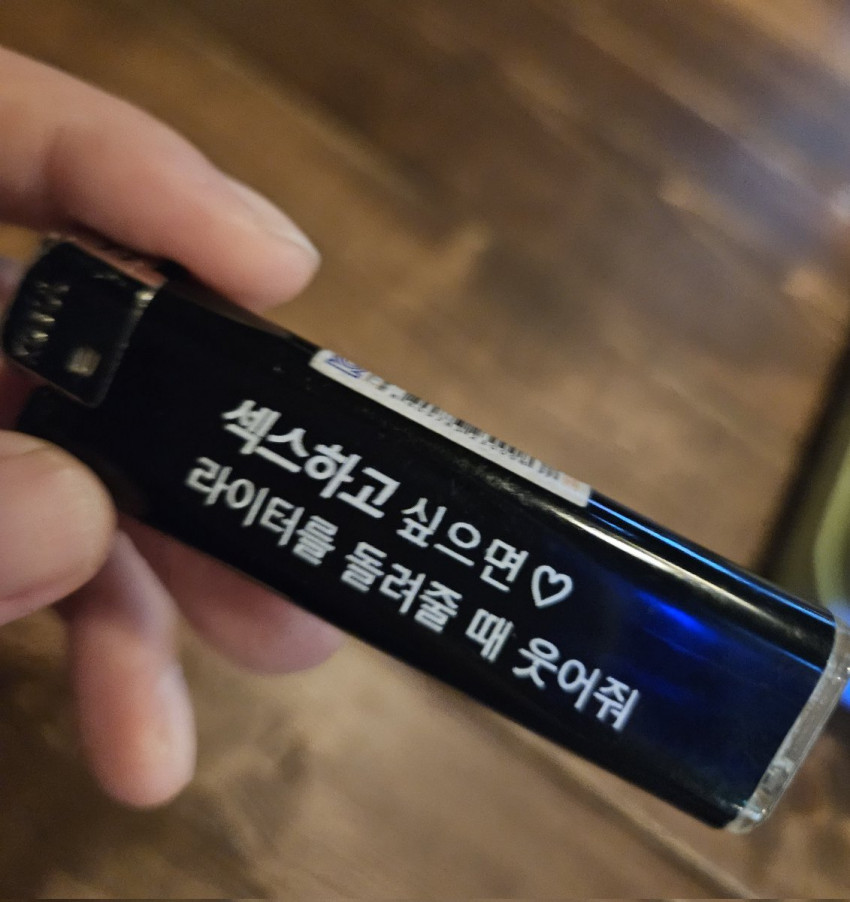 섹스하고 싶으면♡
라이터를 돌려줄 때 웃어줘